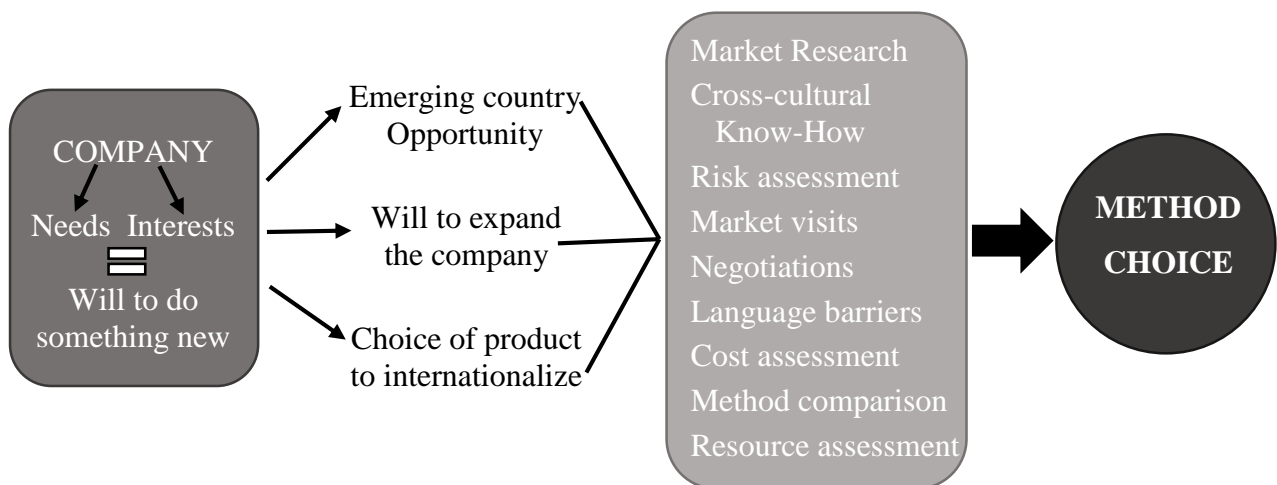 COMPANY
Needs Interests
Will to do
something new
Emerging country
Opportunity
Will to expand
the company
Choice of product
to internationalize
Market Research
Cross-cultural
Know-How
Risk assessment
Market visits
Negotiations
Language barriers
Cost assessment
Method comparison
Resource assessment
METHOD
CHOICE